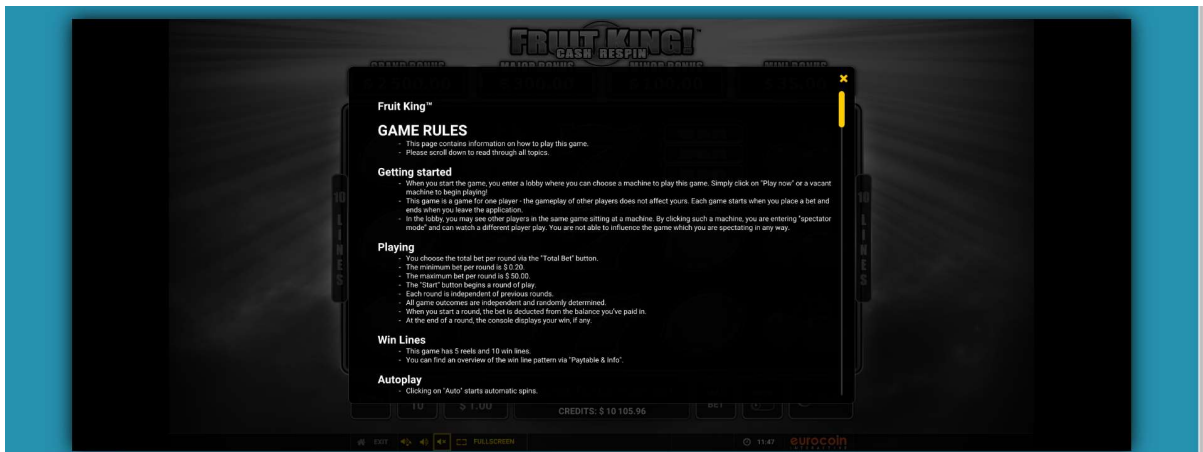 FRUIT KING!™
CASH RESPIN
GRAND BONUS
MAJOR BONUS
MINOR BONUS
MINI BONUS
Fruit King™
GAME RULES
- This page contains information on how to play this game.
- Please scroll down to read through all topics.
Getting started
- When you start the game, you enter a lobby where you can choose a machine to play this game. Simply click on "Play now" or a vacant
machine to begin playing!
- This game is a game for one player - the gameplay of other players does not affect yours. Each game starts when you place a bet and
ends when you leave the application.
- In the lobby, you may see other players in the same game sitting at a machine. By clicking such a machine, you are entering "spectator
mode" and can watch a different player play. You are not able to influence the game which you are spectating in any way.
Playing
- You choose the total bet per round via the "Total Bet" button.
- The minimum bet per round is $ 0.20.
- The maximum bet per round is $ 50.00.
- The "Start" button begins a round of play.
- Each round is independent of previous rounds.
- All game outcomes are independent and randomly determined.
- When you start a round, the bet is deducted from the balance you've paid in.
- At the end of a round, the console displays your win, if any.
Win Lines
- This game has 5 reels and 10 win lines.
- You can find an overview of the win line pattern via "Paytable & Info".
Autoplay
- Clicking on "Auto" starts automatic spins.
10 LINES
10 LINES
10
$ 1.00
CREDITS: $ 10 105.96
BET
EXIT
FULLSCREEN
11:47
eurocoin
INTERACTIVE